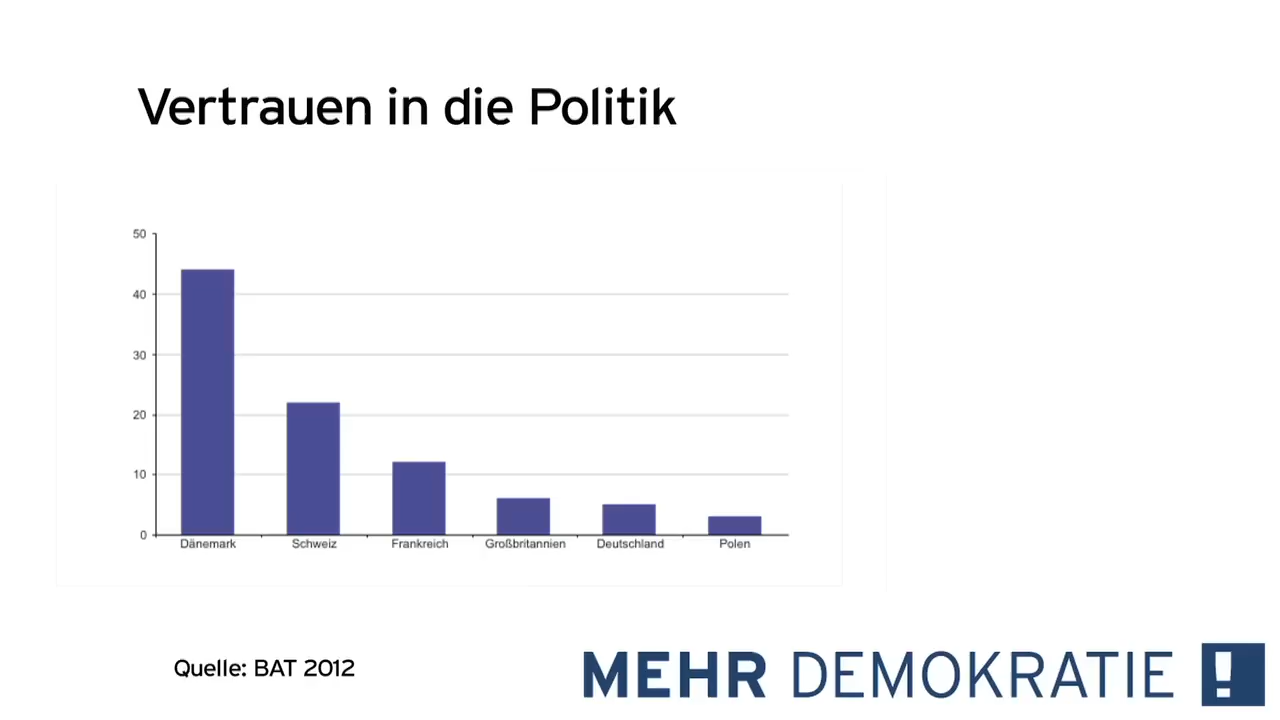 Vertrauen in die Politik
50
40
30
20
10
0
Dänemark Schweiz Frankreich Großbritannien Deutschland Polen
Quelle: BAT 2012
MEHR DEMOKRATIE !